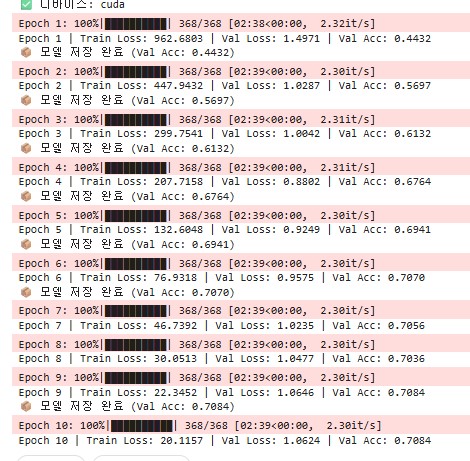 ✅ 디바이스: cuda
Epoch 1: 100%|██████████| 368/368 [02:38<00:00,  2.32it/s]
Epoch 1 | Train Loss: 962.6803 | Val Loss: 1.4971 | Val Acc: 0.4432
📦 모델 저장 완료 (Val Acc: 0.4432)
Epoch 2: 100%|██████████| 368/368 [02:39<00:00,  2.30it/s]
Epoch 2 | Train Loss: 447.9432 | Val Loss: 1.0287 | Val Acc: 0.5697
📦 모델 저장 완료 (Val Acc: 0.5697)
Epoch 3: 100%|██████████| 368/368 [02:39<00:00,  2.31it/s]
Epoch 3 | Train Loss: 299.7541 | Val Loss: 1.0042 | Val Acc: 0.6132
📦 모델 저장 완료 (Val Acc: 0.6132)
Epoch 4: 100%|██████████| 368/368 [02:39<00:00,  2.31it/s]
Epoch 4 | Train Loss: 207.7158 | Val Loss: 0.8802 | Val Acc: 0.6764
📦 모델 저장 완료 (Val Acc: 0.6764)
Epoch 5: 100%|██████████| 368/368 [02:39<00:00,  2.30it/s]
Epoch 5 | Train Loss: 132.6048 | Val Loss: 0.9249 | Val Acc: 0.6941
📦 모델 저장 완료 (Val Acc: 0.6941)
Epoch 6: 100%|██████████| 368/368 [02:39<00:00,  2.30it/s]
Epoch 6 | Train Loss: 76.9318 | Val Loss: 0.9575 | Val Acc: 0.7070
📦 모델 저장 완료 (Val Acc: 0.7070)
Epoch 7: 100%|██████████| 368/368 [02:39<00:00,  2.30it/s]
Epoch 7 | Train Loss: 46.7392 | Val Loss: 1.0235 | Val Acc: 0.7056
Epoch 8: 100%|██████████| 368/368 [02:39<00:00,  2.30it/s]
Epoch 8 | Train Loss: 30.0513 | Val Loss: 1.0477 | Val Acc: 0.7036
Epoch 9: 100%|██████████| 368/368 [02:39<00:00,  2.30it/s]
Epoch 9 | Train Loss: 22.3452 | Val Loss: 1.0646 | Val Acc: 0.7084
📦 모델 저장 완료 (Val Acc: 0.7084)
Epoch 10: 100%|██████████| 368/368 [02:39<00:00,  2.30it/s]
Epoch 10 | Train Loss: 20.1157 | Val Loss: 1.0624 | Val Acc: 0.7084